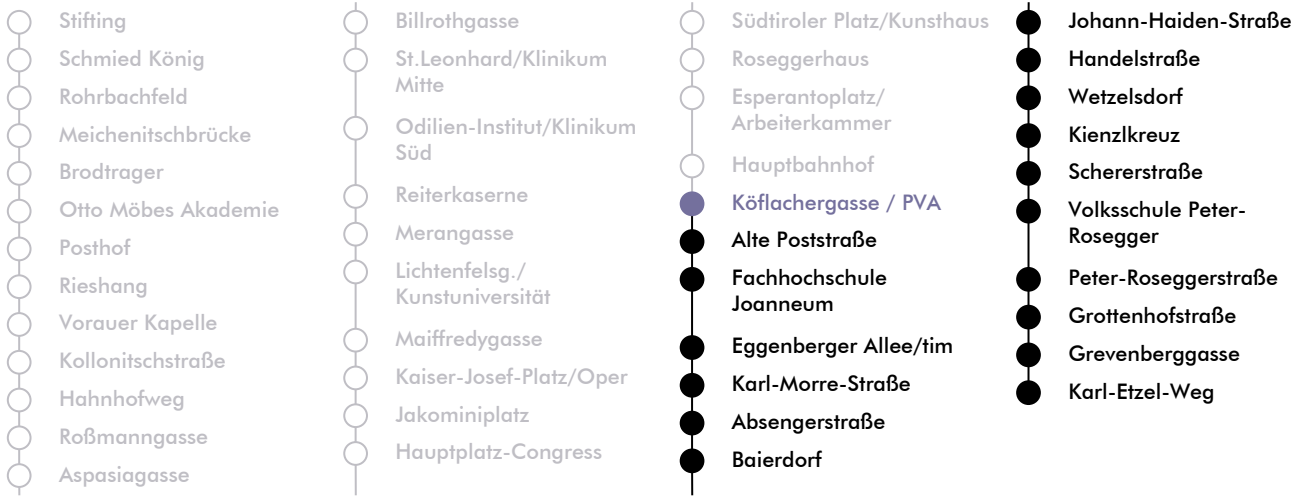 Stifting
Schmied König
Rohrbachfeld
Meichenitschbrücke
Brodtrager
Otto Möbes Akademie
Posthof
Rieshang
Vorauer Kapelle
Kollonitschstraße
Hahnhofweg
Roßmanngasse
Aspasiagasse
Billrothgasse
St.Leonhard/Klinikum
Mitte
Odilien-Institut/Klinikum
Süd
Reiterkaserne
Merangasse
Lichtenfelsg./
Kunstuniversität
Maiffredygasse
Kaiser-Josef-Platz/Oper
Jakominiplatz
Hauptplatz-Congress
Südtiroler Platz/Kunsthaus
Roseggerhaus
Esperantoplatz/
Arbeiterkammer
Hauptbahnhof
Köflachergasse / PVA
Alte Poststraße
Fachhochschule
Joanneum
Eggenberger Allee/tim
Karl-Morre-Straße
Absengerstraße
Baierdorf
Johann-Haiden-Straße
Handelstraße
Wetzelsdorf
Kienzlkreuz
Schererstraße
Volksschule Peter-
Rosegger
Peter-Roseggerstraße
Grottenhofstraße
Grevenberggasse
Karl-Etzel-Weg